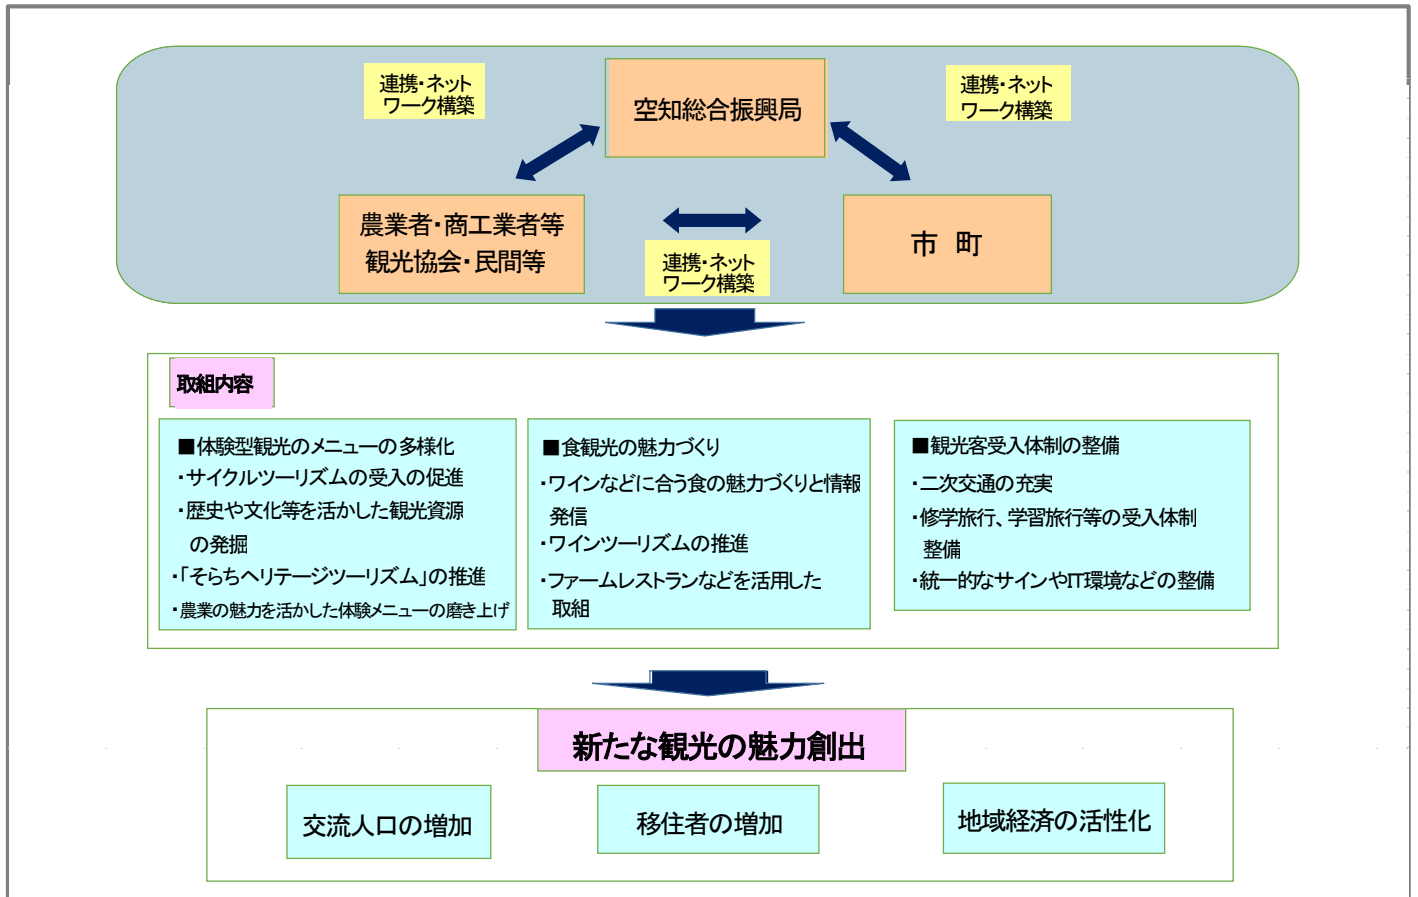 連携・ネット
ワーク構築
空知総合振興局
連携・ネット
ワーク構築
農業者・商工業者等
観光協会・民間等
連携・ネット
ワーク構築
市　町
取組内容
■体験型観光のメニューの多様化
・サイクルツーリズムの受入の促進
・歴史や文化等を活かした観光資源
の発掘
・「そらちヘリテージツーリズム」の推進
・農業の魅力を活かした体験メニューの磨き上げ
■食観光の魅力づくり
・ワインなどに合う食の魅力づくりと情報
発信
・ワインツーリズムの推進
・ファームレストランなどを活用した
取組
■観光客受入体制の整備
・二次交通の充実
・修学旅行、学習旅行等の受入体制
整備
・統一的なサインやIT環境などの整備
新たな観光の魅力創出
交流人口の増加
移住者の増加
地域経済の活性化